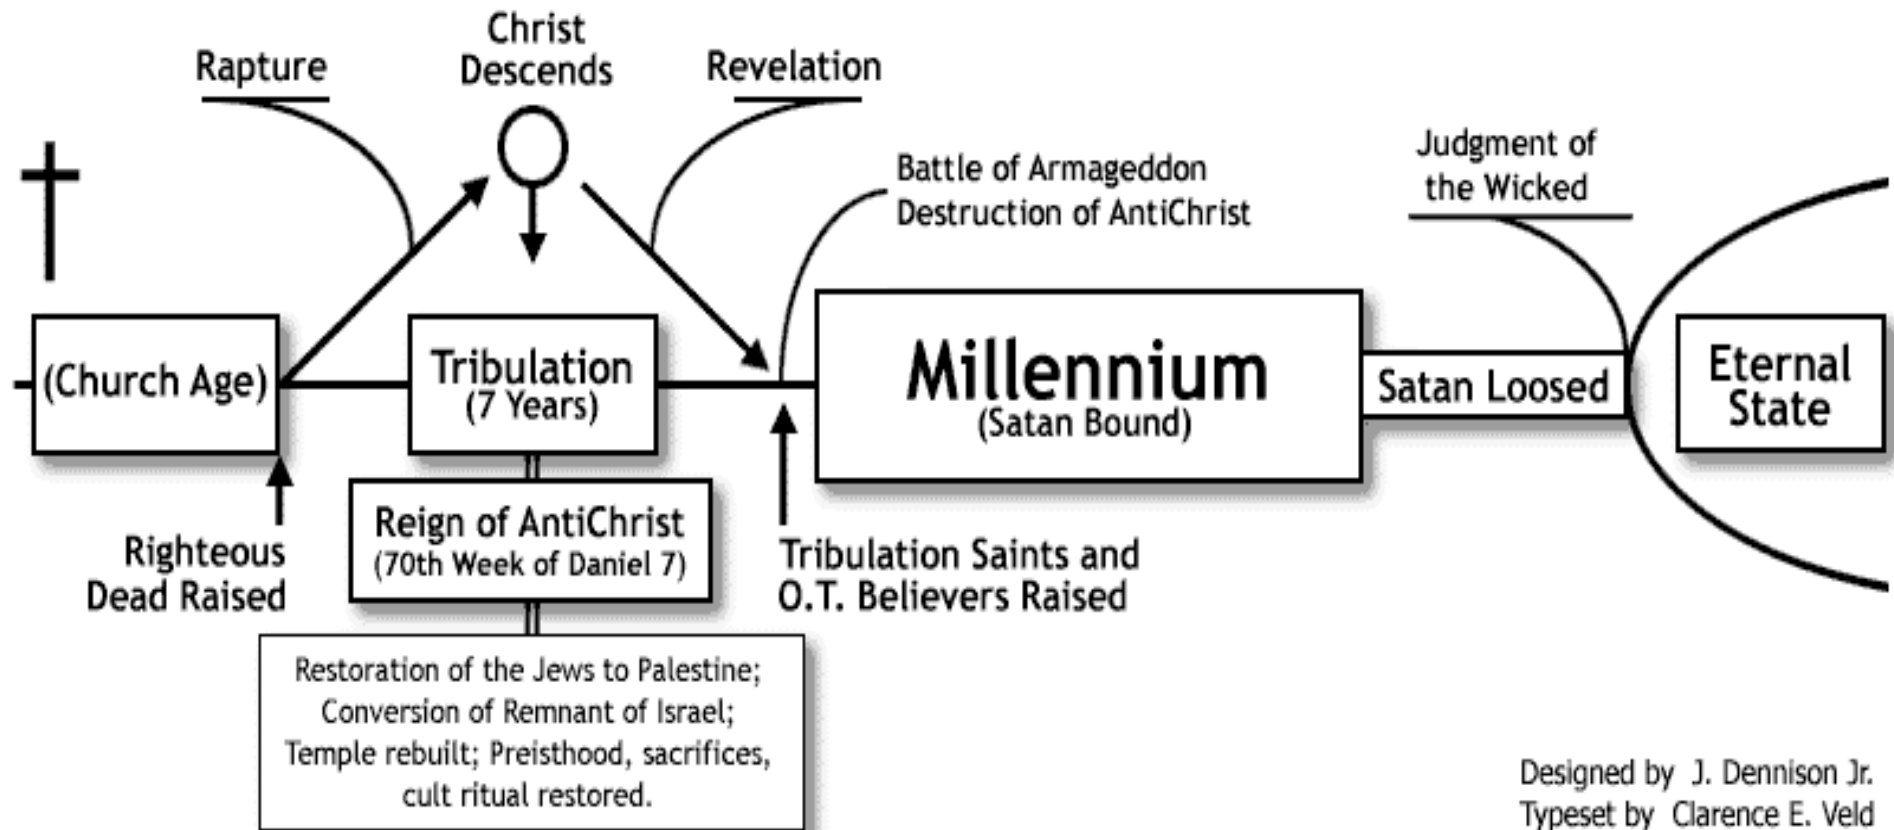 Christ
Descends
Rapture
Revelation
Battle of Armageddon
Destruction of AntiChrist
Judgment of
the Wicked
(Church Age)
Tribulation
(7 Years)
Millennium
(Satan Bound)
Satan Loosed
Eternal
State
Righteous
Dead Raised
Reign of AntiChrist
(70th Week of Daniel 7)
Tribulation Saints and
O.T. Believers Raised
Restoration of the Jews to Palestine;
Conversion of Remnant of Israel;
Temple rebuilt; Preisthood, sacrifices,
cult ritual restored.
Designed by J. Dennison Jr.
Typeset by Clarence E. Veld